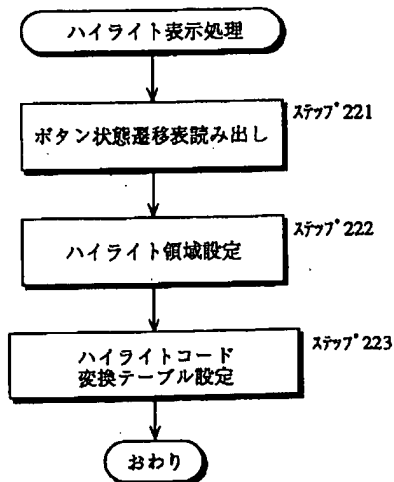 ハイライト表示処理
ステップ221
ボタン状態遷移表読み出し
ステップ222
ハイライト領域設定
ステップ223
ハイライトコード
変換テーブル設定
おわり